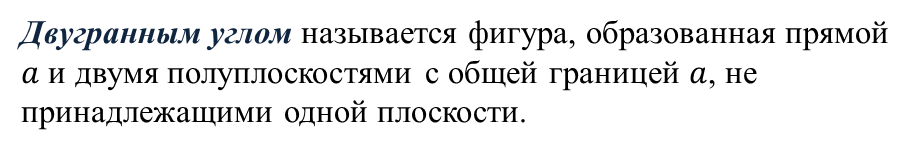 Двугранным углом называется фигура, образованная прямой
a и двумя полуплоскостями с общей границей a, не
принадлежащими одной плоскости.